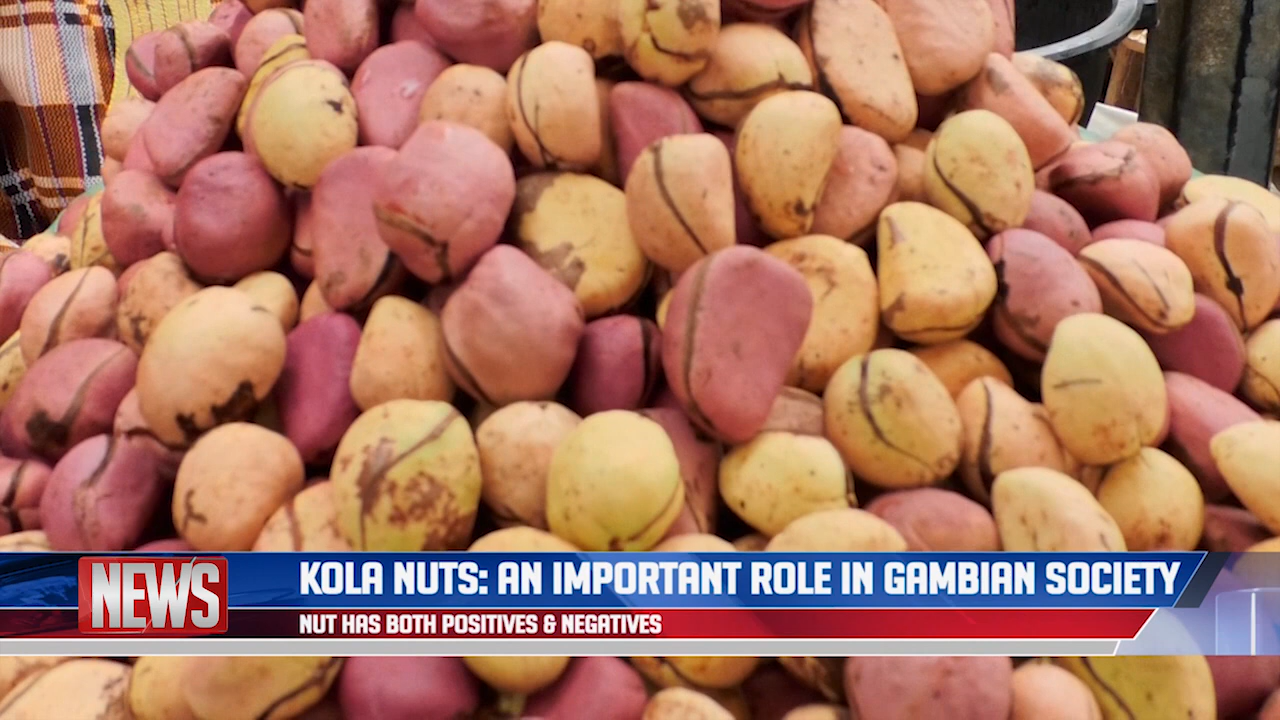 NEWS
KOLA NUTS: AN IMPORTANT ROLE IN GAMBIAN SOCIETY
NUT HAS BOTH POSITIVES & NEGATIVES